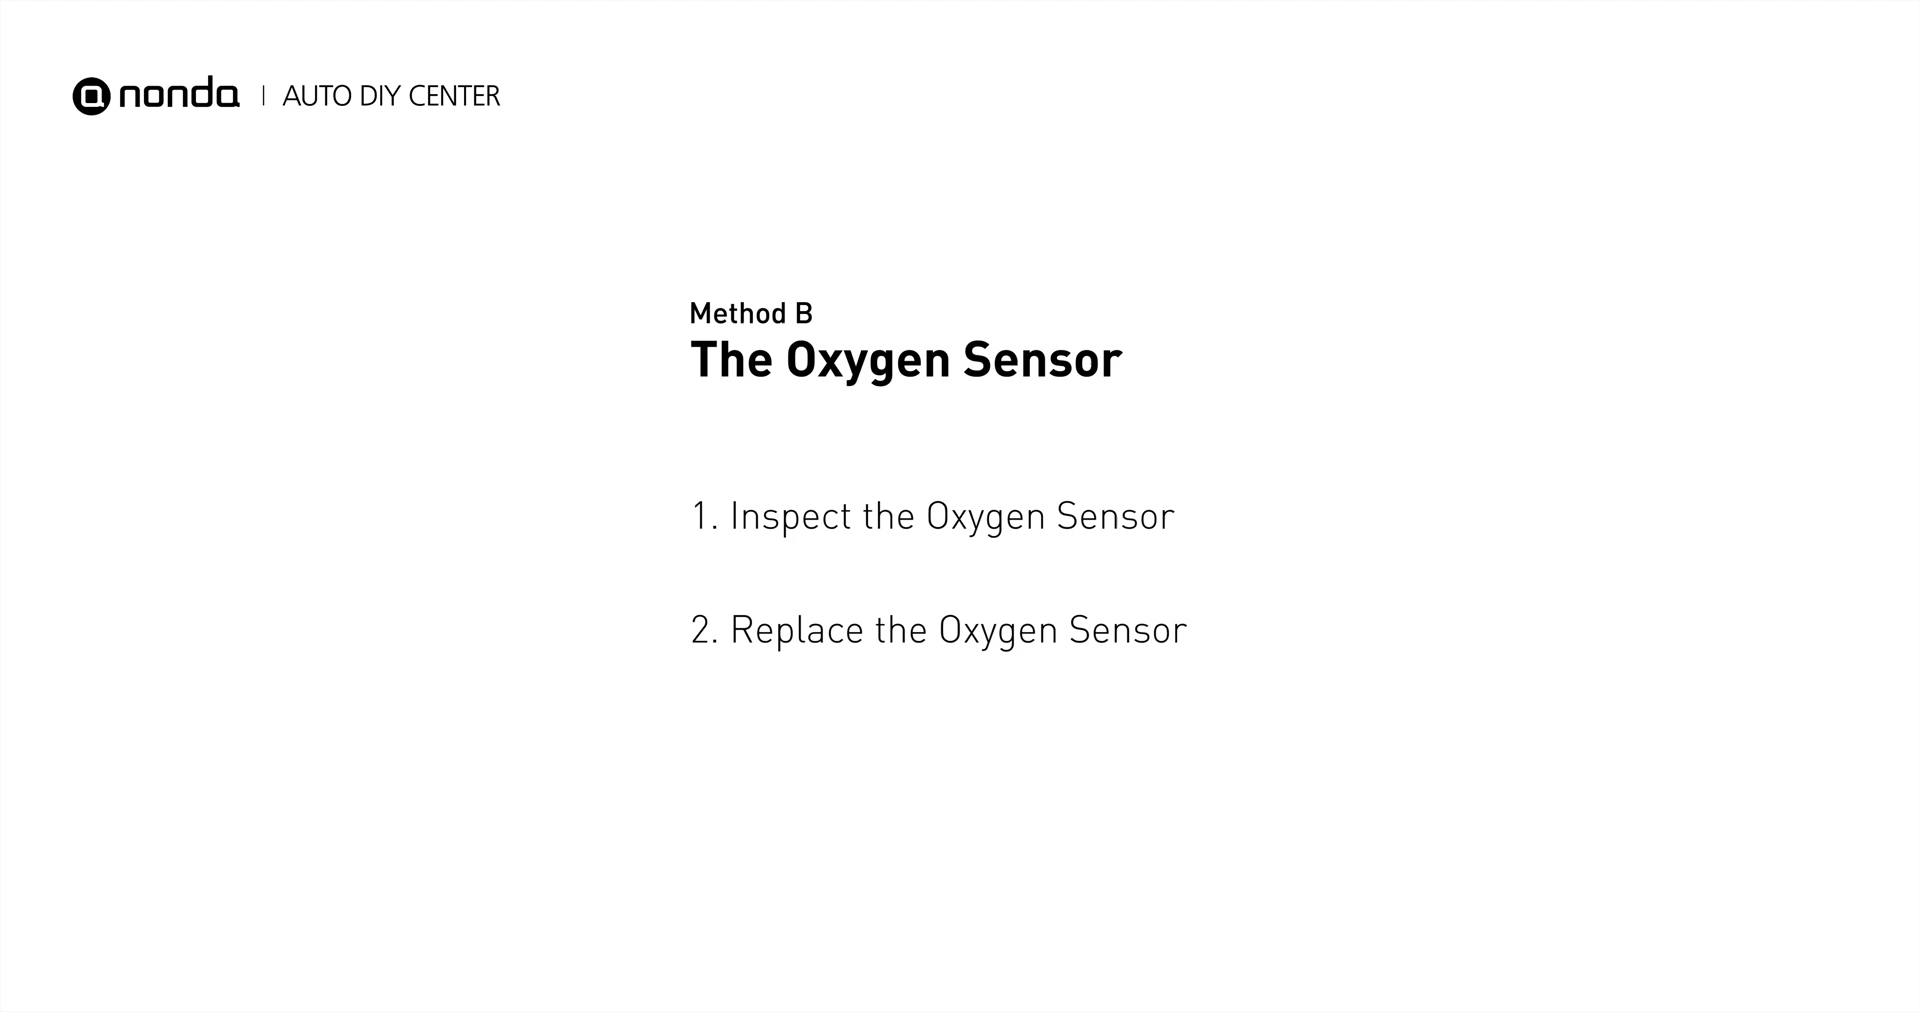 nonda | AUTO DIY CENTER
Method B
The Oxygen Sensor
1. Inspect the Oxygen Sensor
2. Replace the Oxygen Sensor